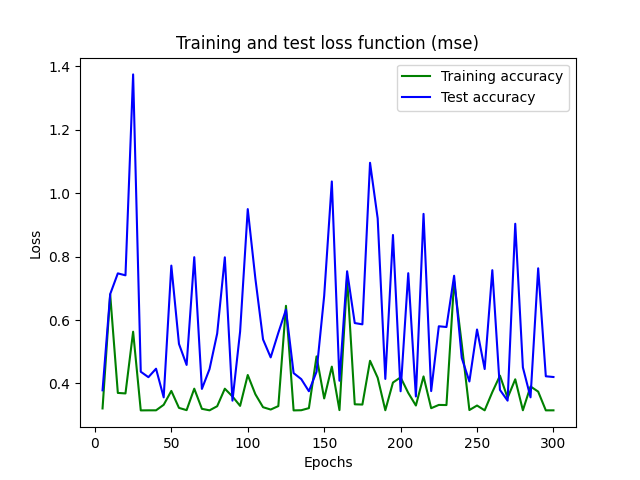 Training and test loss function (mse)
Training accuracy
Test accuracy
1.4
1.2
1.0
0.8
0.6
0.4
Loss
0
50
100
150
200
250
300
Epochs